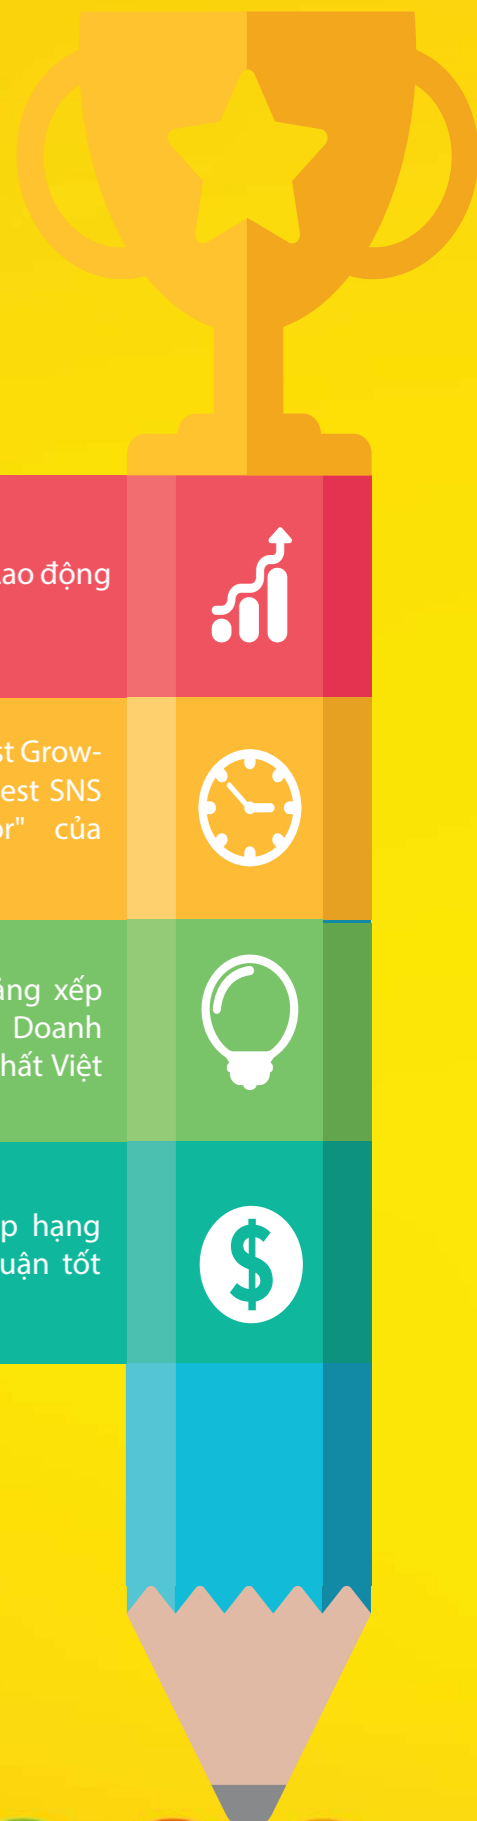 ao động
st Grow-
est SNS
or" của
ảng xếp
Doanh
hất Việt
p hạng
uận tốt